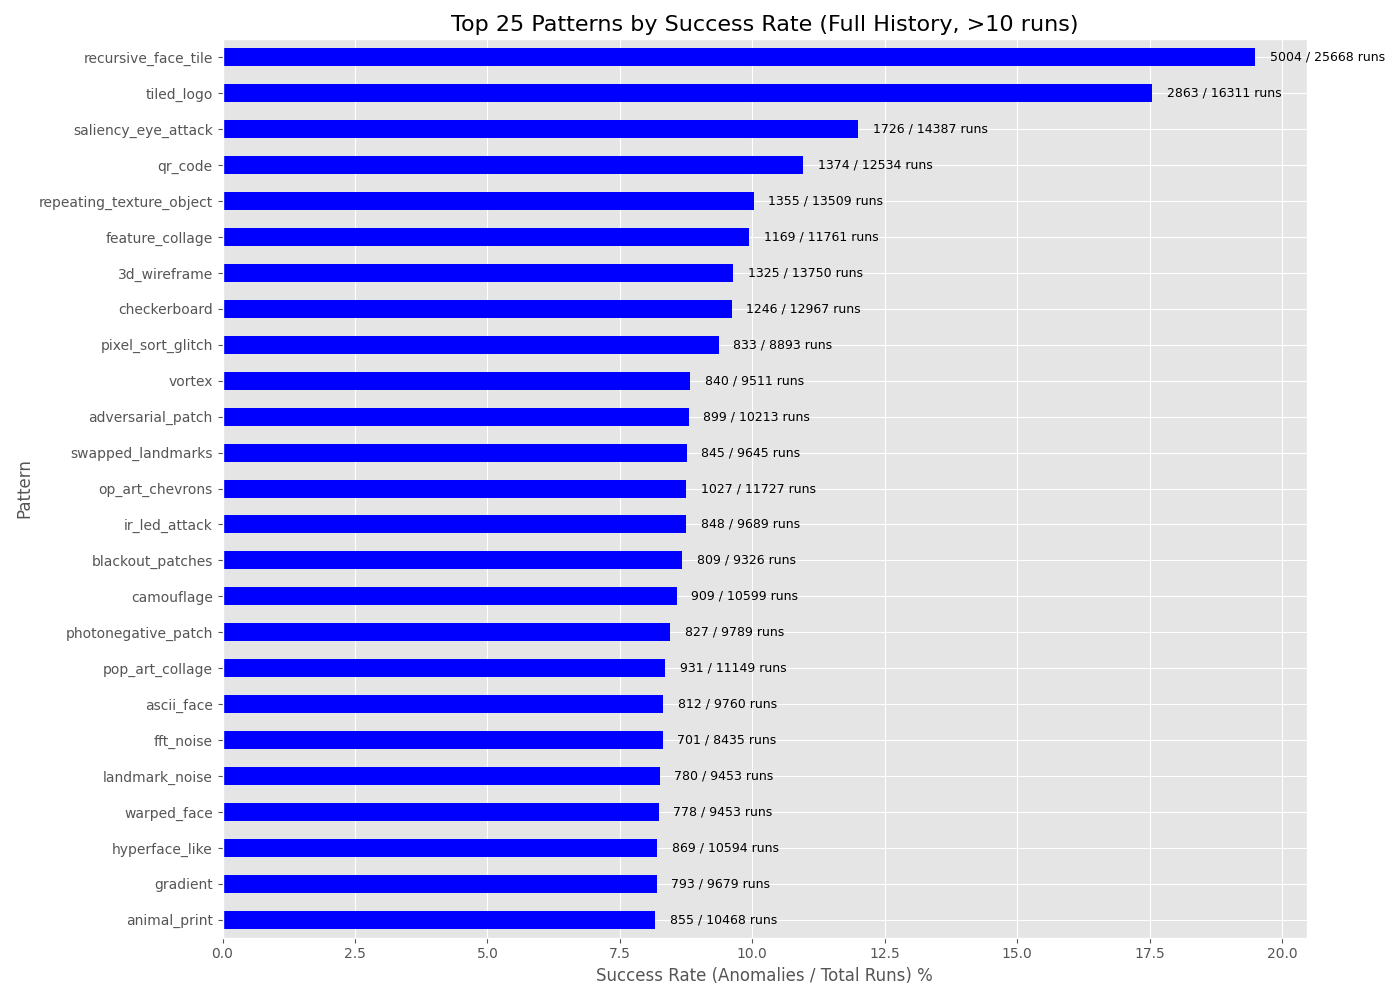 Top 25 Patterns by Success Rate (Full History, >10 runs)
recursive_face_tile 5004 / 25668 runs
tiled_logo 2863 / 16311 runs
saliency_eye_attack 1726 / 14387 runs
qr_code 1374 / 12534 runs
repeating_texture_object 1355 / 13509 runs
feature_collage 1169 / 11761 runs
3d_wireframe 1325 / 13750 runs
checkerboard 1246 / 12967 runs
pixel_sort_glitch 833 / 8893 runs
vortex 840 / 9511 runs
adversarial_patch 899 / 10213 runs
swapped_landmarks 845 / 9645 runs
op_art_chevrons 1027 / 11727 runs
ir_led_attack 848 / 9689 runs
blackout_patches 809 / 9326 runs
camouflage 909 / 10599 runs
photonegative_patch 827 / 9789 runs
pop_art_collage 931 / 11149 runs
ascii_face 812 / 9760 runs
fft_noise 701 / 8435 runs
landmark_noise 780 / 9453 runs
warped_face 778 / 9453 runs
hyperface_like 869 / 10594 runs
gradient 793 / 9679 runs
animal_print 855 / 10468 runs
Pattern
0.0 2.5 5.0 7.5 10.0 12.5 15.0 17.5 20.0
Success Rate (Anomalies / Total Runs) %